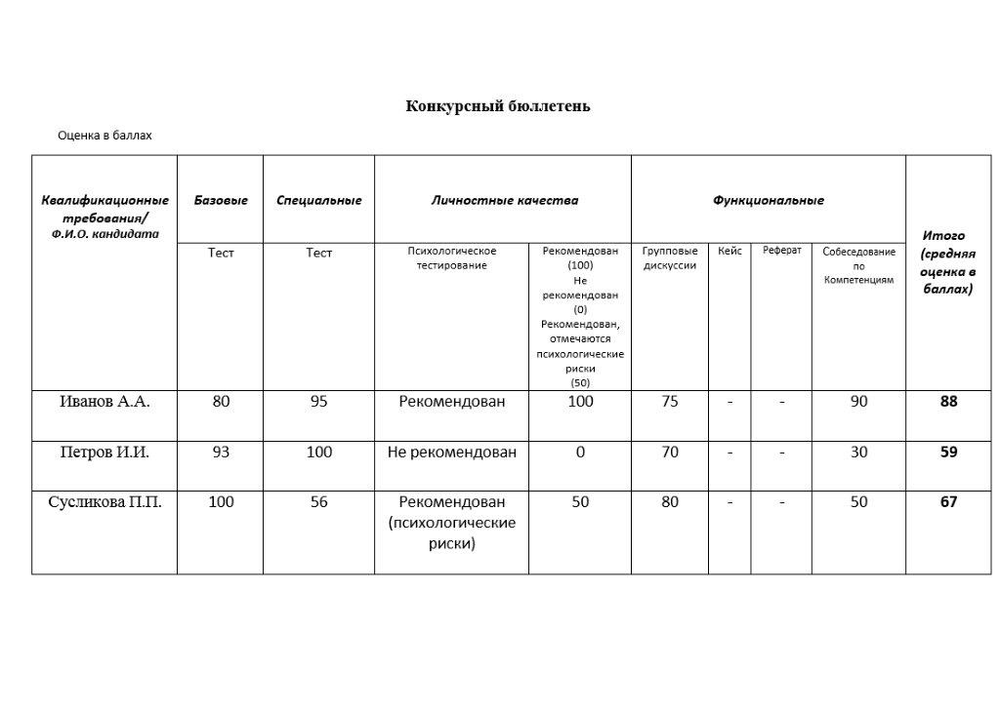 Конкурсный бюллетень
Оценка в баллах
Квалификационные
требования/
Ф.И.О. кандидата
Базовые
Специальные
Личностные качества
Функциональные
Итого
(средняя
оценка в
баллах)
Тест
Тест
Психологическое
тестирование
Рекомендован
(100)
Не
рекомендован
(0)
Рекомендован,
отмечаются
психологические
риски
(50)
Групповые
дискуссии
Кейс
Реферат
Собеседование
по
Компетенциям
Иванов А.А. 80 95 Рекомендован 100 75 - - 90 88
Петров И.И. 93 100 Не рекомендован 0 70 - - 30 59
Сусликова П.П. 100 56 Рекомендован 50 80 - - 50 67
(психологические
риски)